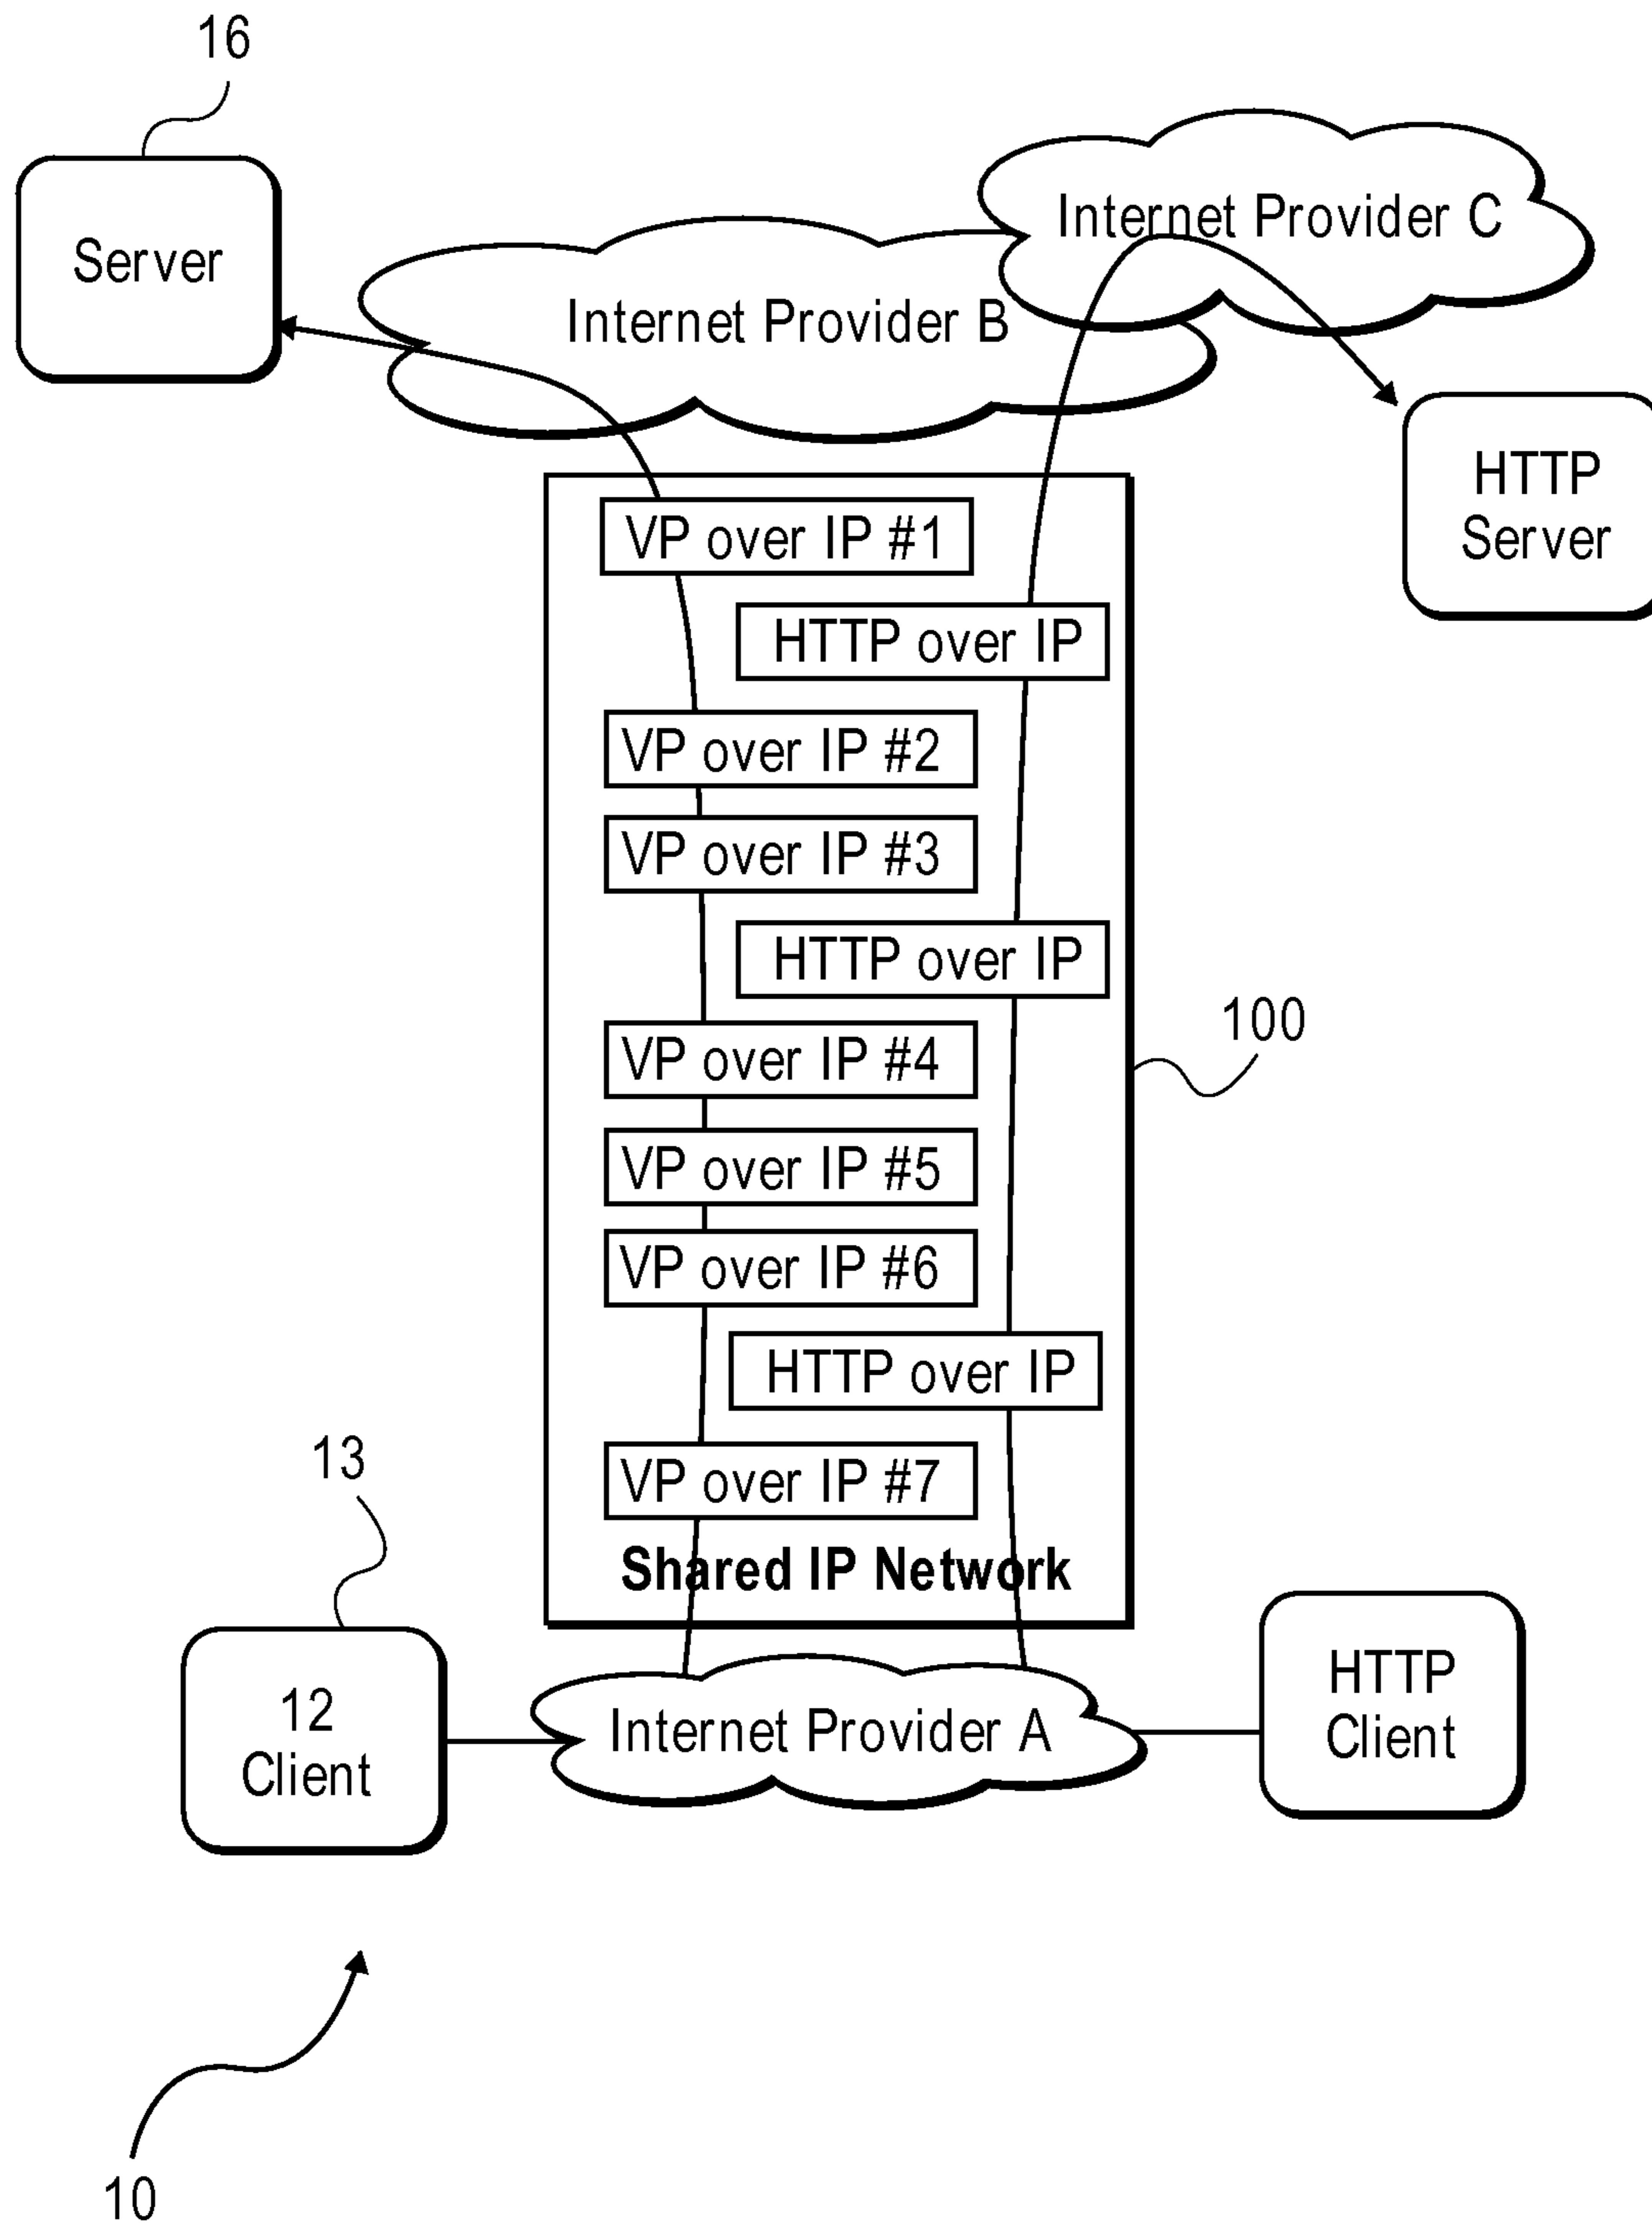 16
Server
Internet Provider C
Internet Provider B
HTTP
Server
VP over IP #1
HTTP over IP
VP over IP #2
VP over IP #3
HTTP over IP
100
VP over IP #4
VP over IP #5
VP over IP #6
HTTP over IP
13
VP over IP #7
Shared IP Network
12
Client
Internet Provider A
HTTP
Client
10